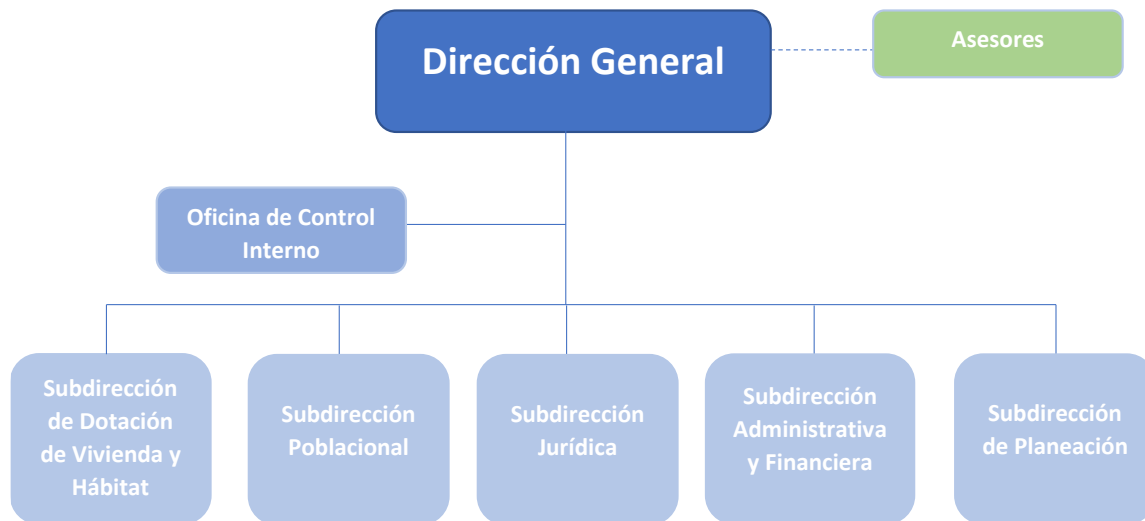 Dirección General
Asesores
Oficina de Control
Interno
Subdirección
de Dotación
de Vivienda y
Hábitat
Subdirección
Poblacional
Subdirección
Jurídica
Subdirección
Administrativa
y Financiera
Subdirección
de Planeación